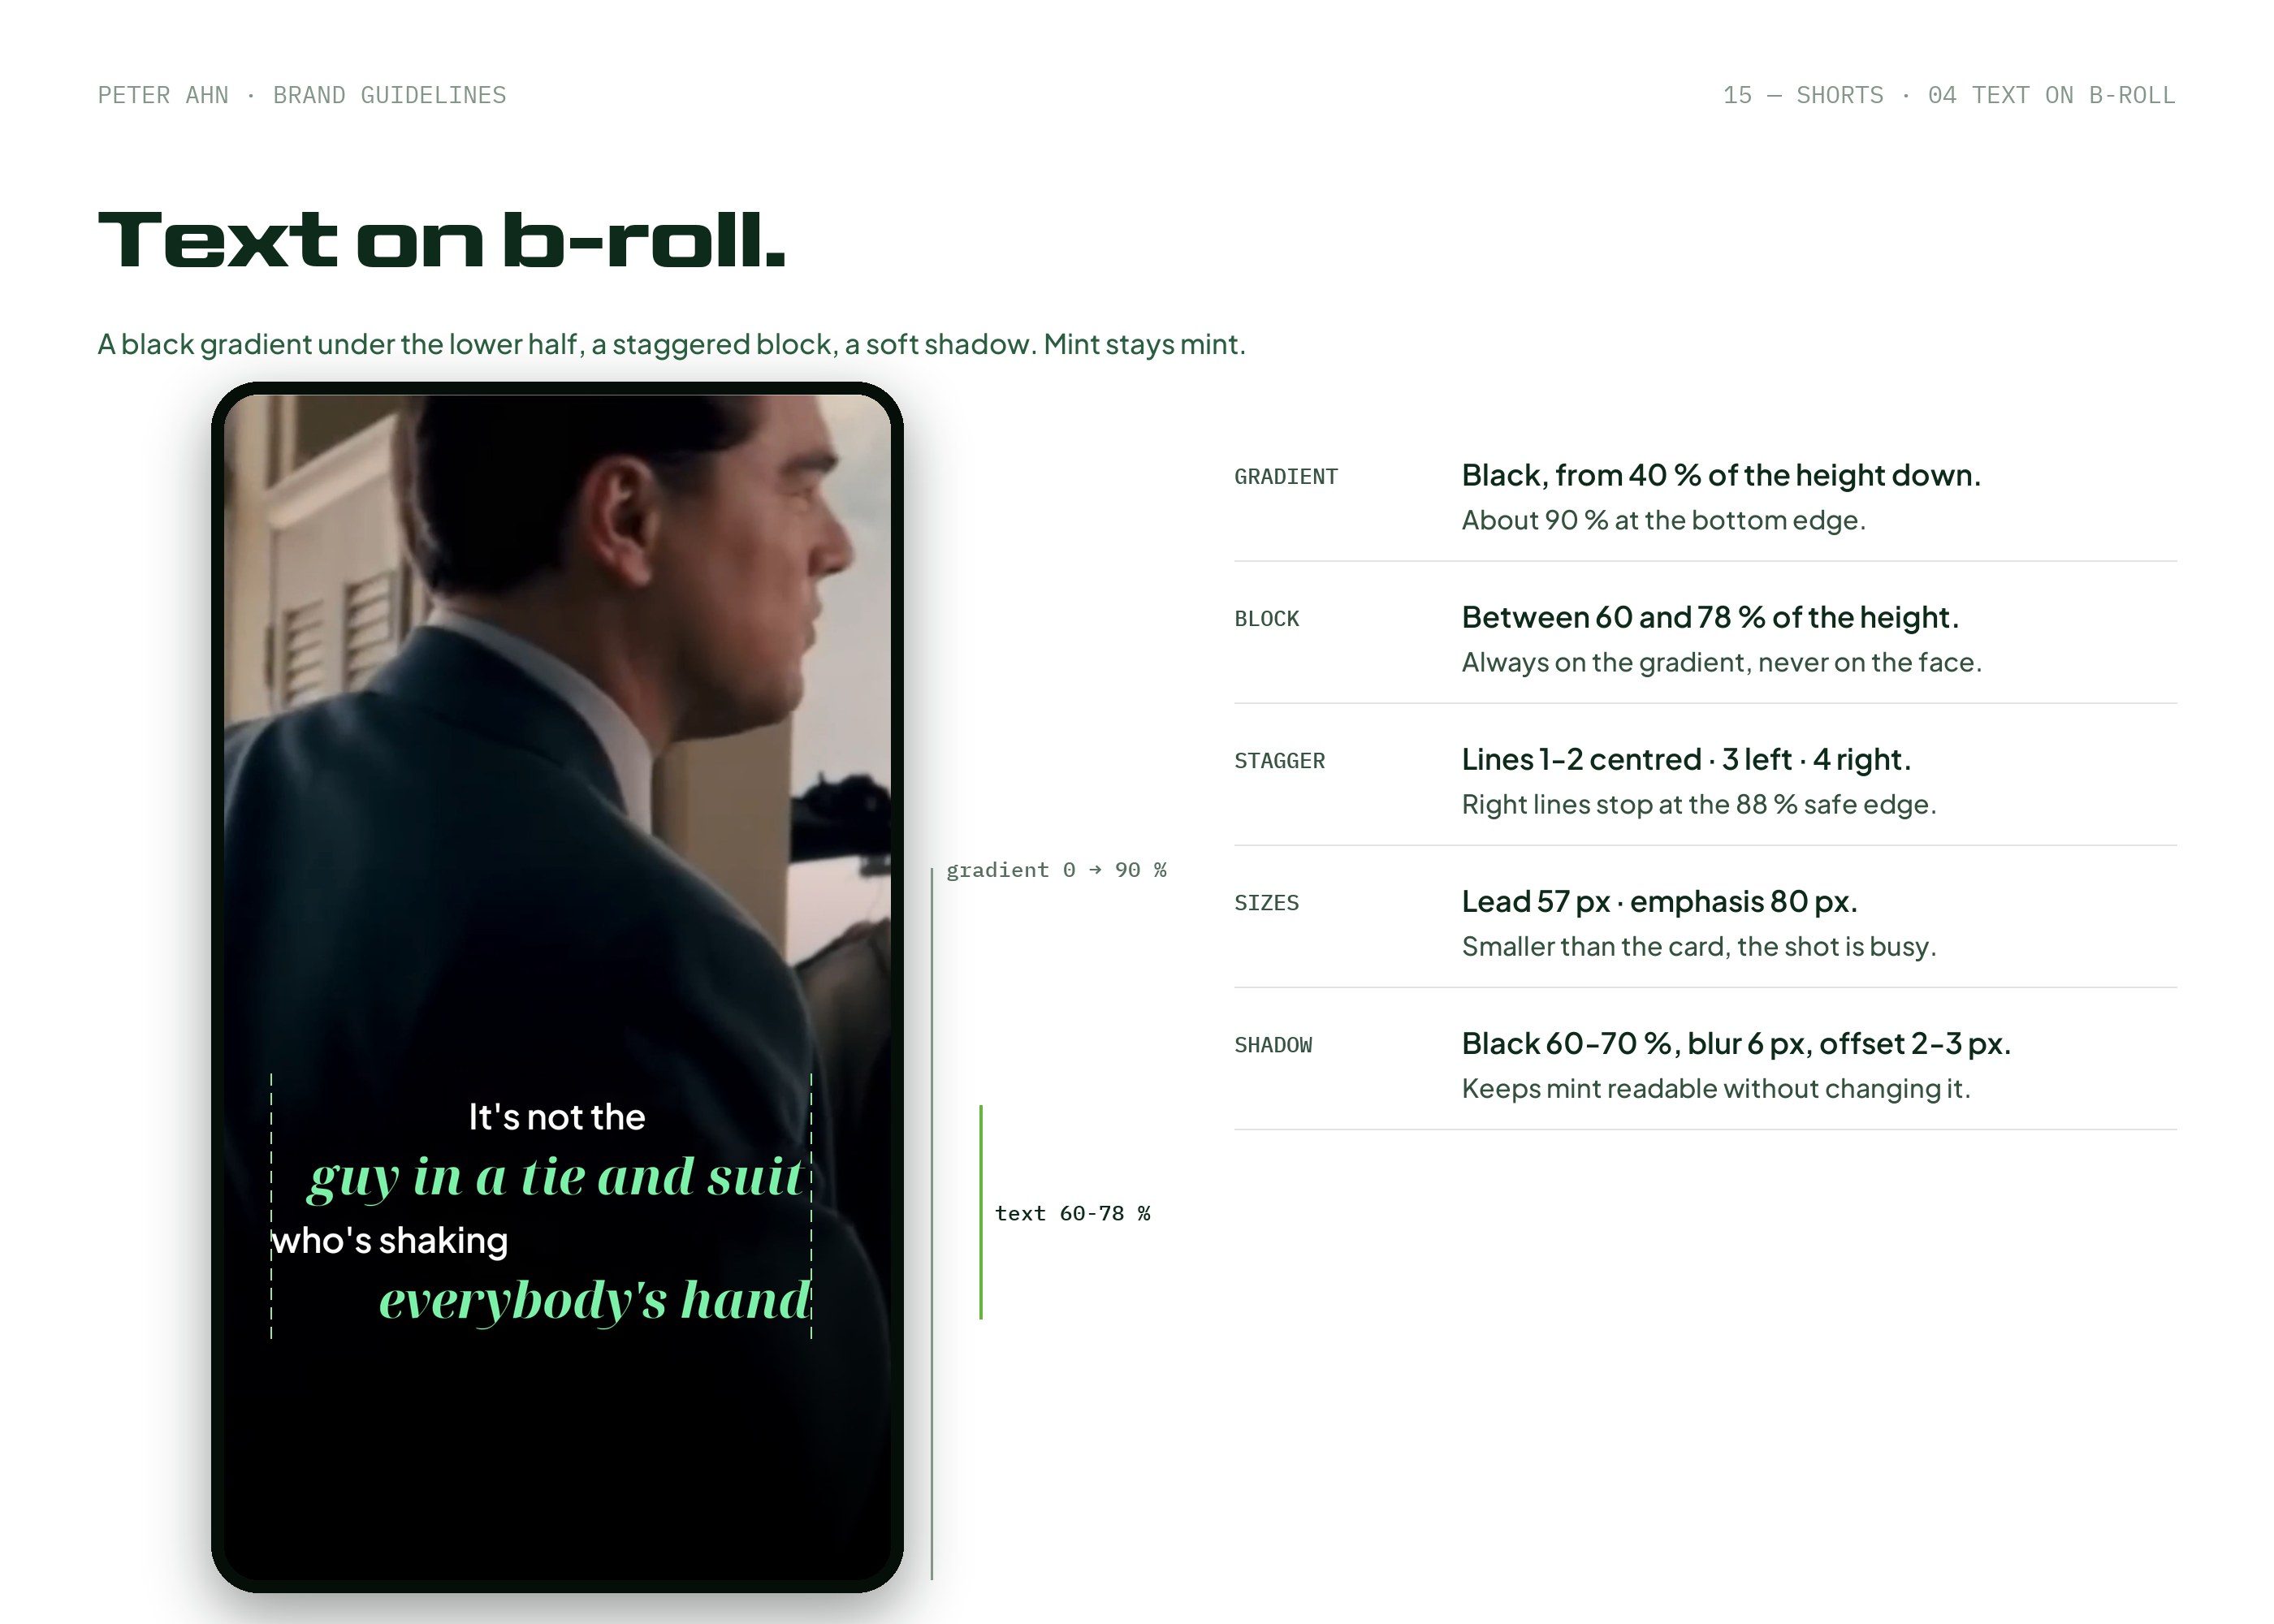 PETER AHN · BRAND GUIDELINES
15 — SHORTS · 04 TEXT ON B-ROLL
Text on b-roll.
A black gradient under the lower half, a staggered block, a soft shadow. Mint stays mint.
It's not the
guy in a tie and suit
who's shaking
everybody's hand
gradient 0 → 90 %
text 60-78 %
GRADIENT
Black, from 40 % of the height down.
About 90 % at the bottom edge.
BLOCK
Between 60 and 78 % of the height.
Always on the gradient, never on the face.
STAGGER
Lines 1–2 centred · 3 left · 4 right.
Right lines stop at the 88 % safe edge.
SIZES
Lead 57 px · emphasis 80 px.
Smaller than the card, the shot is busy.
SHADOW
Black 60–70 %, blur 6 px, offset 2–3 px.
Keeps mint readable without changing it.